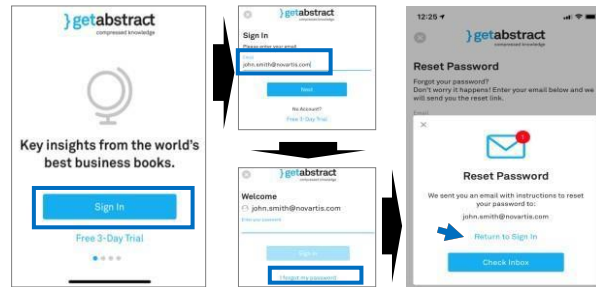 }getabstract
compressed knowledge
Key insights from the world's
best business books.
Sign In
Free 3-Day Trial
}getabstract
compressed knowledge
Sign In
Please enter your email
Email
john.smith@novartis.com
Next
No Account?
Free 3-Day Trial
}getabstract
compressed knowledge
Welcome
john.smith@novartis.com
Enter your password
Sign In
I forgot my password
12:25
}getabstract
compressed knowledge
Reset Password
Forgot your password?
Don't worry it happens! Enter your email below and we
will send you the reset link.
Email
Reset Password
We sent you an email with instructions to reset
your password to:
john.smith@novartis.com
Return to Sign In
Check Inbox